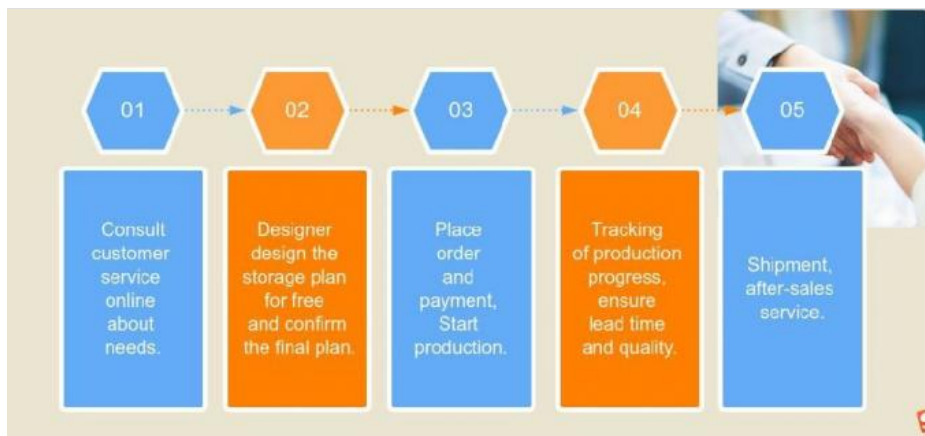 01
02
03
04
05
Consult
customer
service
online
about
needs.
Designer
design the
storage plan
for free
and confirm
the final plan.
Place
order
and
payment,
Start
production.
Tracking
of production
progress,
ensure
lead time
and quality.
Shipment,
after-sales
service.